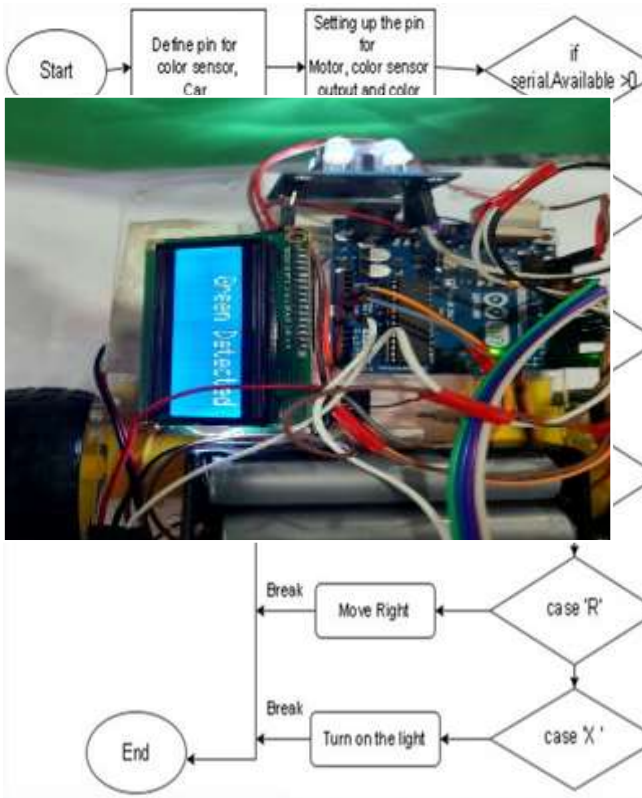 Start
Define pin for
color sensor,
Car
Setting up the pin
for
Motor, color sensor
output and color
if
serial.Available >0
Green Detected
Break
Move Right
case 'R'
Break
Turn on the light
case 'X '
End